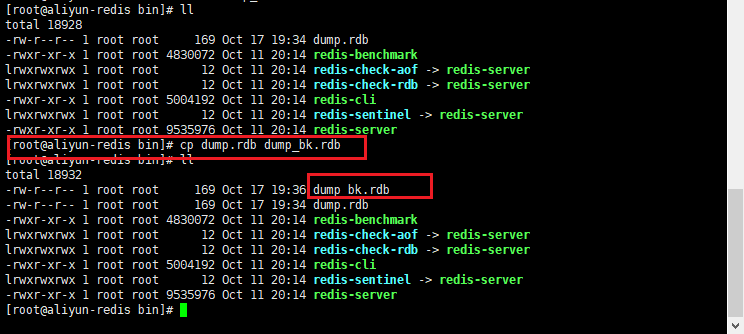 [root@aliyun-redis bin]# ll
total 18928
-rw-r--r-- 1 root root     169 Oct 17 19:34 dump.rdb
-rwxr-xr-x 1 root root 4830072 Oct 11 20:14 redis-benchmark
lrwxrwxrwx 1 root root      12 Oct 11 20:14 redis-check-aof -> redis-server
lrwxrwxrwx 1 root root      12 Oct 11 20:14 redis-check-rdb -> redis-server
-rwxr-xr-x 1 root root 5004192 Oct 11 20:14 redis-cli
lrwxrwxrwx 1 root root      12 Oct 11 20:14 redis-sentinel -> redis-server
-rwxr-xr-x 1 root root 9535976 Oct 11 20:14 redis-server
[root@aliyun-redis bin]# cp dump.rdb dump_bk.rdb
[root@aliyun-redis bin]# ll
total 18932
-rw-r--r-- 1 root root     169 Oct 17 19:36 dump_bk.rdb
-rw-r--r-- 1 root root     169 Oct 17 19:34 dump.rdb
-rwxr-xr-x 1 root root 4830072 Oct 11 20:14 redis-benchmark
lrwxrwxrwx 1 root root      12 Oct 11 20:14 redis-check-aof -> redis-server
lrwxrwxrwx 1 root root      12 Oct 11 20:14 redis-check-rdb -> redis-server
-rwxr-xr-x 1 root root 5004192 Oct 11 20:14 redis-cli
lrwxrwxrwx 1 root root      12 Oct 11 20:14 redis-sentinel -> redis-server
-rwxr-xr-x 1 root root 9535976 Oct 11 20:14 redis-server
[root@aliyun-redis bin]#